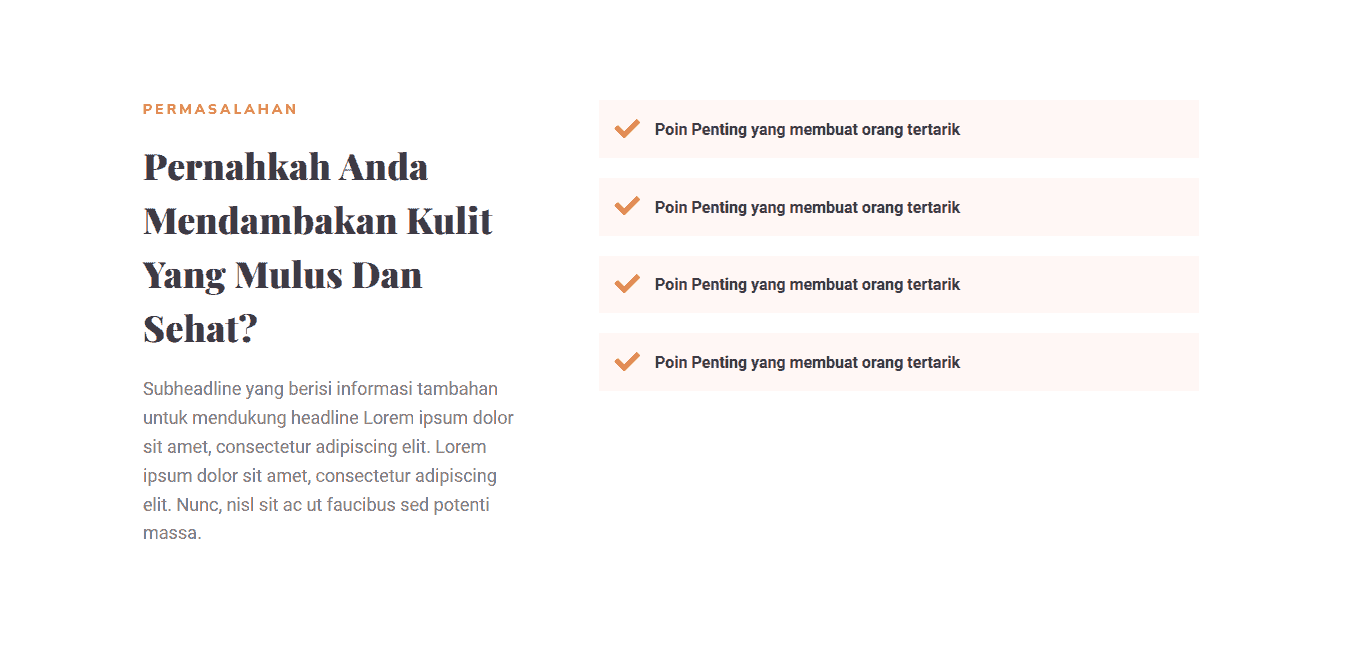 PERMASALAHAN
Pernahkah Anda
Mendambakan Kulit
Yang Mulus Dan
Sehat?
Subheadline yang berisi informasi tambahan
untuk mendukung headline Lorem ipsum dolor
sit amet, consectetur adipiscing elit. Lorem
ipsum dolor sit amet, consectetur adipiscing
elit. Nunc, nisl sit ac ut faucibus sed potenti
massa.
Poin Penting yang membuat orang tertarik
Poin Penting yang membuat orang tertarik
Poin Penting yang membuat orang tertarik
Poin Penting yang membuat orang tertarik